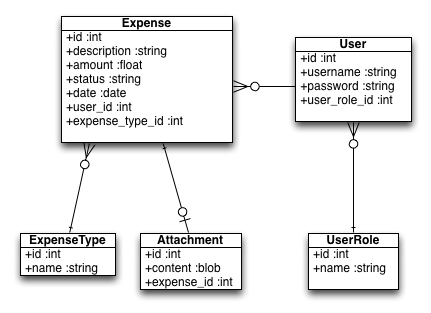 Expense
+id :int
+description :string
+amount :float
+status :string
+date :date
+user_id :int
+expense_type_id :int
User
+id :int
+username :string
+password :string
+user_role_id :int
ExpenseType
+id :int
+name :string
Attachment
+id :int
+content :blob
+expense_id :int
UserRole
+id :int
+name :string